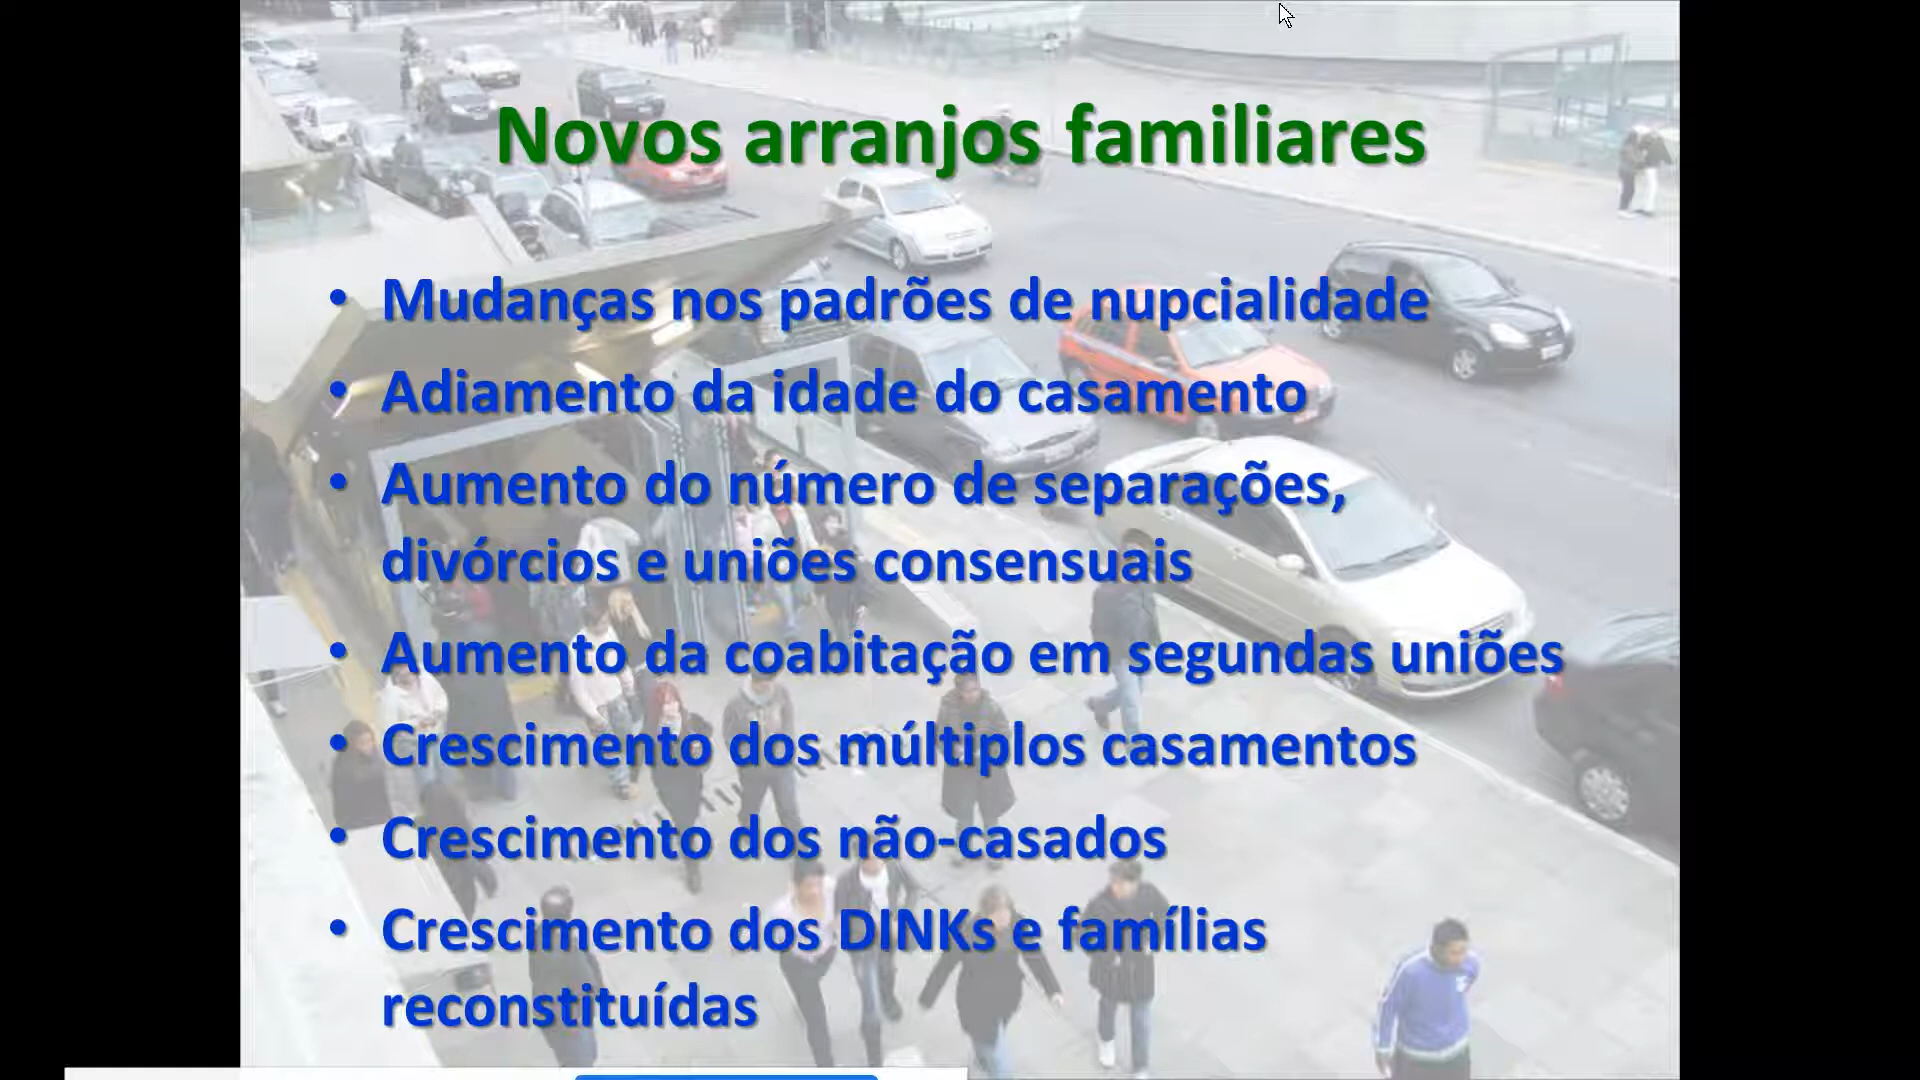 Novos arranjos familiares
• Mudanças nos padrões de nupcialidade
• Adiamento da idade do casamento
• Aumento do número de separações,
divórcios e uniões consensuais
• Aumento da coabitação em segundas uniões
• Crescimento dos múltiplos casamentos
• Crescimento dos não-casados
• Crescimento dos DINKs e famílias
reconstituídas